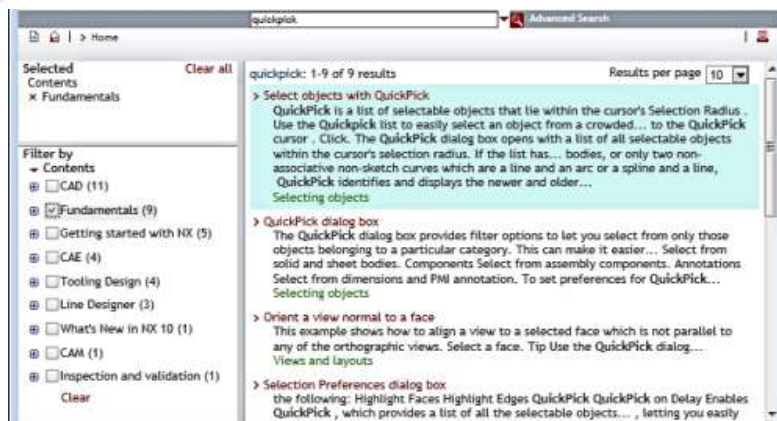 quickpick
Advanced Search
> Home
Selected
Clear all
Contents
× Fundamentals
Filter by
Contents
CAD (11)
Fundamentals (9)
Getting started with NX (5)
CAE (4)
Tooling Design (4)
Line Designer (3)
What's New in NX 10 (1)
CAM (1)
Inspection and validation (1)
Clear
quickpick: 1-9 of 9 results
Results per page 10
> Select objects with QuickPick
QuickPick is a list of selectable objects that lie within the cursor's Selection Radius .
Use the Quickpick list to easily select an object from a crowded... to the QuickPick
cursor . Click. The QuickPick dialog box opens with a list of all selectable objects
within the cursor's selection radius. If the list has... bodies, or only two non-
associative non-sketch curves which are a line and an arc or a spline and a line,
QuickPick identifies and displays the newer and older...
Selecting objects
> QuickPick dialog box
The QuickPick dialog box provides filter options to let you select from only those
objects belonging to a particular category. This can make it easier... Select from
solid and sheet bodies. Components Select from assembly components. Annotations
Select from dimensions and PMI annotation. To set preferences for QuickPick...
Selecting objects
> Orient a view normal to a face
This example shows how to align a view to a selected face which is not parallel to
any of the orthographic views. Select a face. Tip Use the QuickPick dialog...
Views and layouts
> Selection Preferences dialog box
the following: Highlight Faces Highlight Edges QuickPick QuickPick on Delay Enables
QuickPick , which provides a list of all the selectable objects... , letting you easily